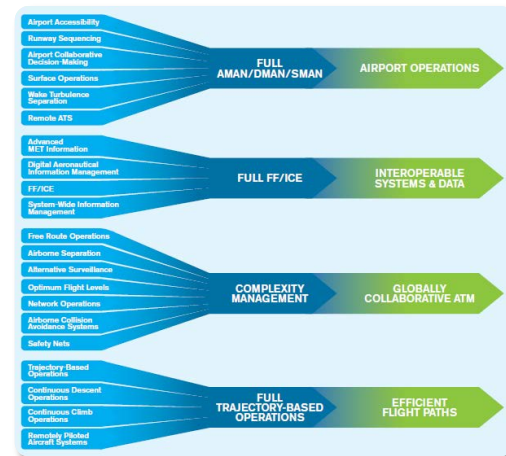 Airport Accessibility
Runway Sequencing
Airport Collaborative
Decision-Making
Surface Operations
Wake Turbulence
Separation
Remote ATS
FULL
AMAN/DMAN/SMAN
AIRPORT OPERATIONS
Advanced
MET Information
Digital Aeronautical
Information Management
FF/ICE
System-Wide Information
Management
FULL FF/ICE
INTEROPERABLE
SYSTEMS & DATA
Free Route Operations
Airborne Separation
Alternative Surveillance
Optimum Flight Levels
Network Operations
Airborne Collision
Avoidance Systems
Safety Nets
COMPLEXITY
MANAGEMENT
GLOBALLY
COLLABORATIVE ATM
Trajectory-Based
Operations
Continuous Descent
Operations
Continuous Climb
Operations
Remotely Piloted
Aircraft Systems
FULL
TRAJECTORY-BASED
OPERATIONS
EFFICIENT
FLIGHT PATHS